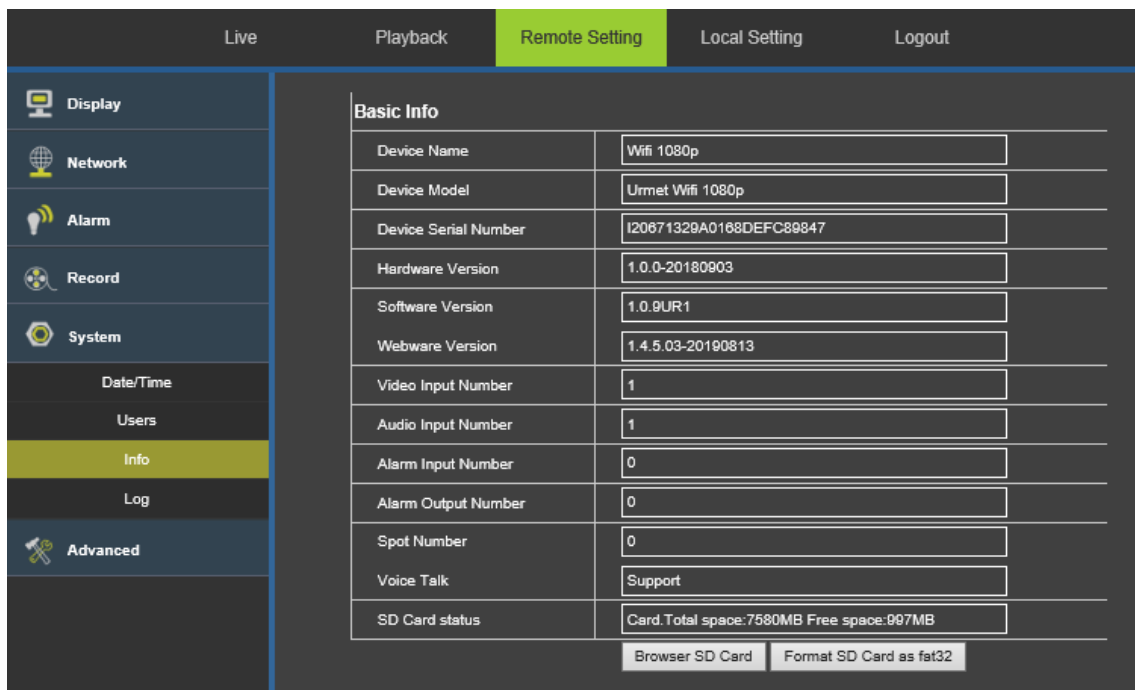 Live Playback Remote Setting Local Setting Logout
Display
Network
Alarm
Record
System
Date/Time
Users
Info
Log
Advanced
Basic Info
Device Name Wifi 1080p
Device Model Urmet Wifi 1080p
Device Serial Number I20671329A0168DEFC89847
Hardware Version 1.0.0-20180903
Software Version 1.0.9UR1
Webware Version 1.4.5.03-20190813
Video Input Number 1
Audio Input Number 1
Alarm Input Number 0
Alarm Output Number 0
Spot Number 0
Voice Talk Support
SD Card status Card.Total space:7580MB Free space:997MB
Browser SD Card Format SD Card as fat32